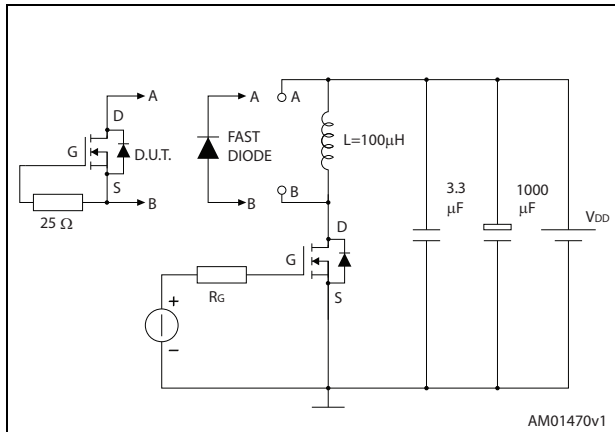 A
D
G
D.U.T.
S
B
25 Ω
A
FAST
DIODE
B
A
B
L=100µH
3.3
µF
1000
µF
VDD
D
G
S
RG
+
–
AM01470v1